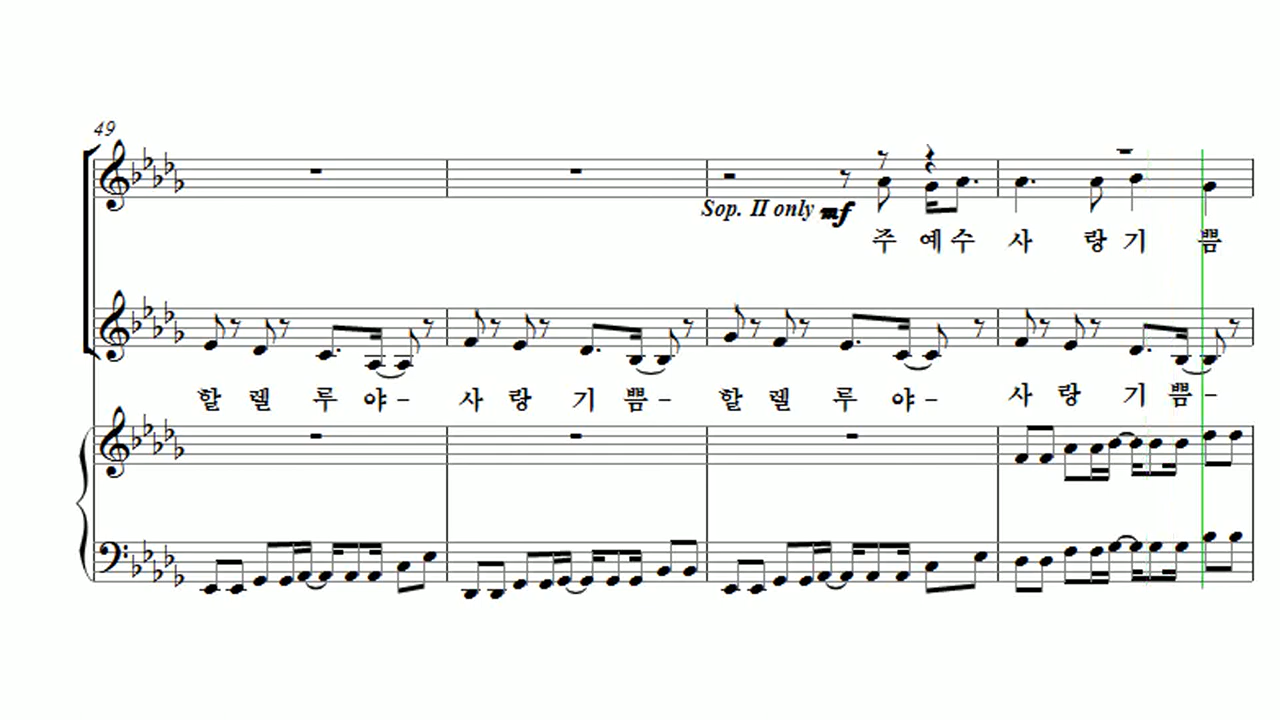 49
Sop. II only mf
주 예 수 사 랑 기 쁨
할 렐 루 야 - 사 랑 기 쁨 - 할 렐 루 야 - 사 랑 기 쁨 -